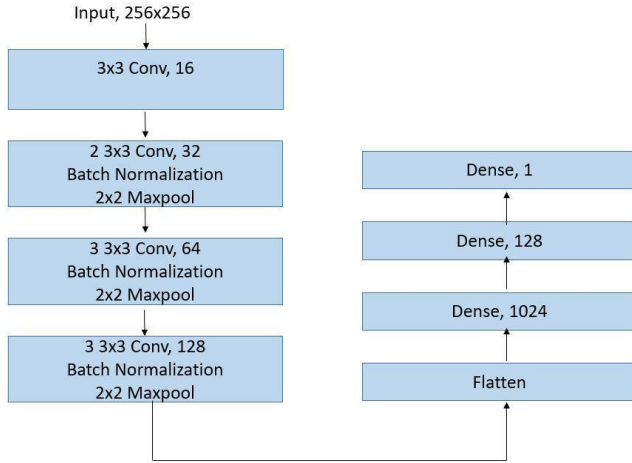 Input, 256x256
3x3 Conv, 16
2 3x3 Conv, 32
Batch Normalization
2x2 Maxpool
3 3x3 Conv, 64
Batch Normalization
2x2 Maxpool
3 3x3 Conv, 128
Batch Normalization
2x2 Maxpool
Dense, 1
Dense, 128
Dense, 1024
Flatten